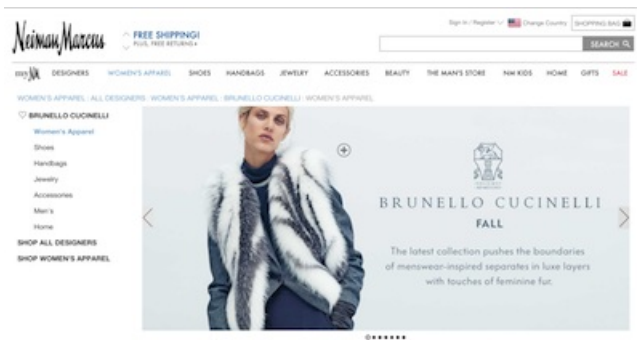 Neiman Marcus
FREE SHIPPING!
PLUS, FREE RETURNS
Sign In / Register
Change Country
SHOPPING BAG
SEARCH
my NM
DESIGNERS
WOMEN'S APPAREL
SHOES
HANDBAGS
JEWELRY
ACCESSORIES
BEAUTY
THE MAN'S STORE
NM KIDS
HOME
GIFTS
SALE
WOMEN'S APPAREL : ALL DESIGNERS : WOMEN'S APPAREL : BRUNELLO CUCINELLI : WOMEN'S APPAREL
BRUNELLO CUCINELLI
Women's Apparel
Shoes
Handbags
Jewelry
Accessories
Men's
Home
SHOP ALL DESIGNERS
SHOP WOMEN'S APPAREL
BRUNELLO CUCINELLI
FALL
The latest collection pushes the boundaries
of menswear-inspired separates in luxe layers
with touches of feminine fur.